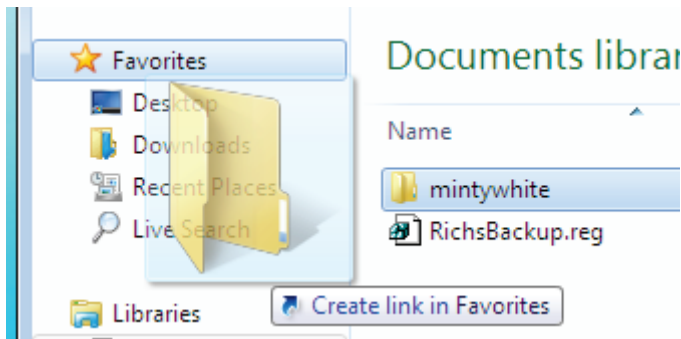 Favorites
Desktop
Downloads
Recent Places
Live Search
Libraries
Documents librar
Name
mintywhite
RichsBackup.reg
Create link in Favorites